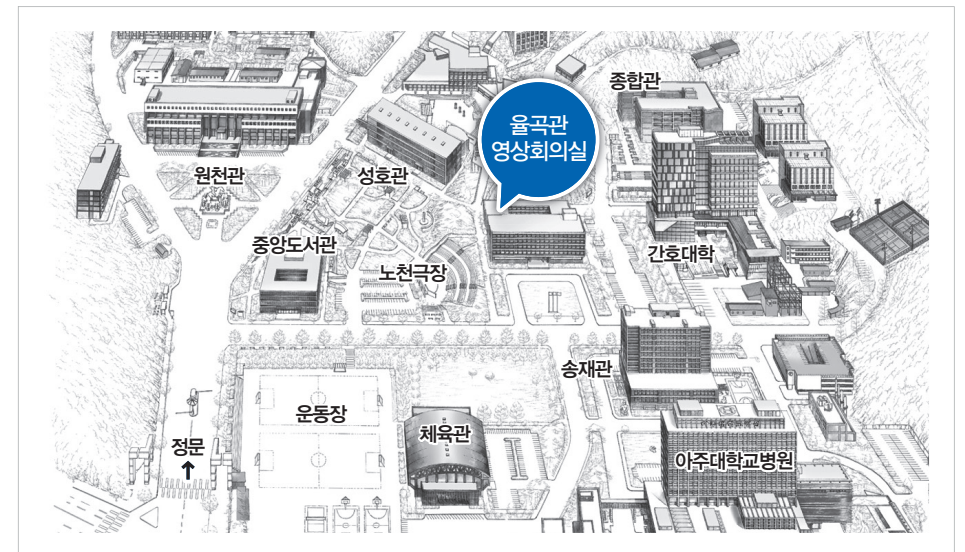 종합관
율곡관
영상회의실
원천관
성호관
중앙도서관
노천극장
간호대학
송재관
운동장
체육관
정문
아주대학교병원